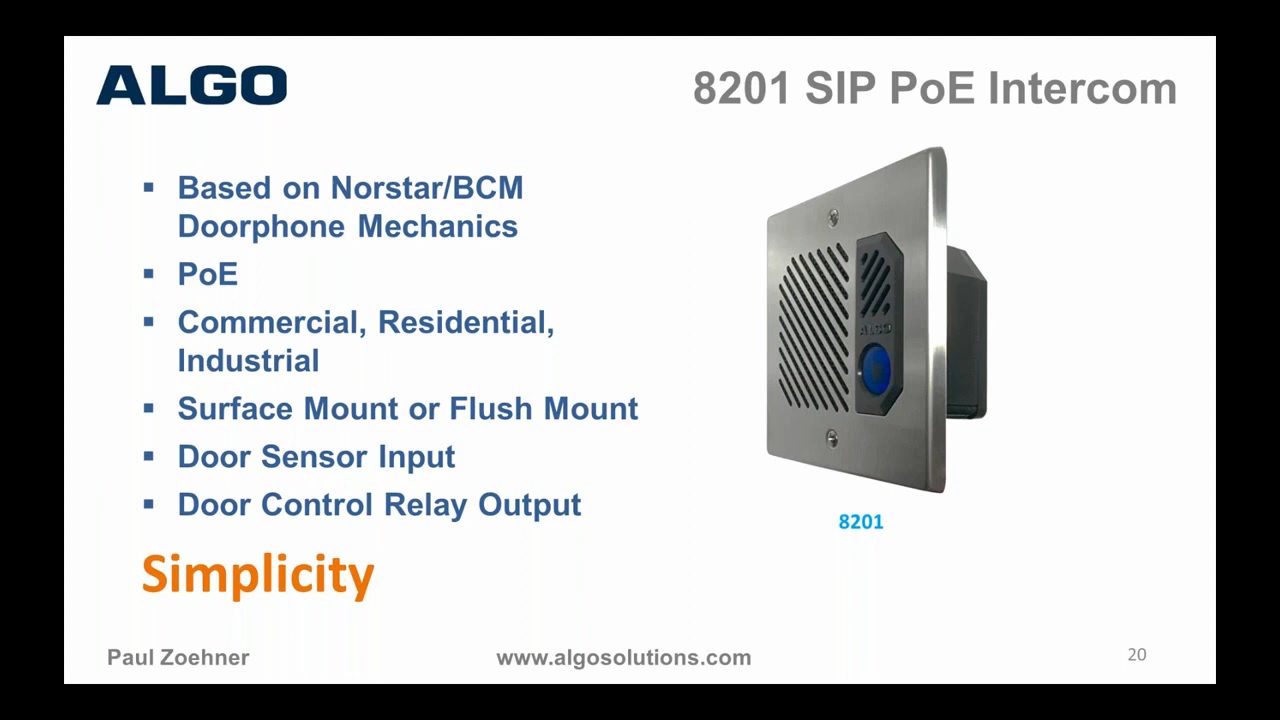 ALGO
8201 SIP PoE Intercom
▪ Based on Norstar/BCM
Doorphone Mechanics
▪ PoE
▪ Commercial, Residential,
Industrial
▪ Surface Mount or Flush Mount
▪ Door Sensor Input
▪ Door Control Relay Output
ALGO
8201
Simplicity
Paul Zoehner
www.algosolutions.com
20